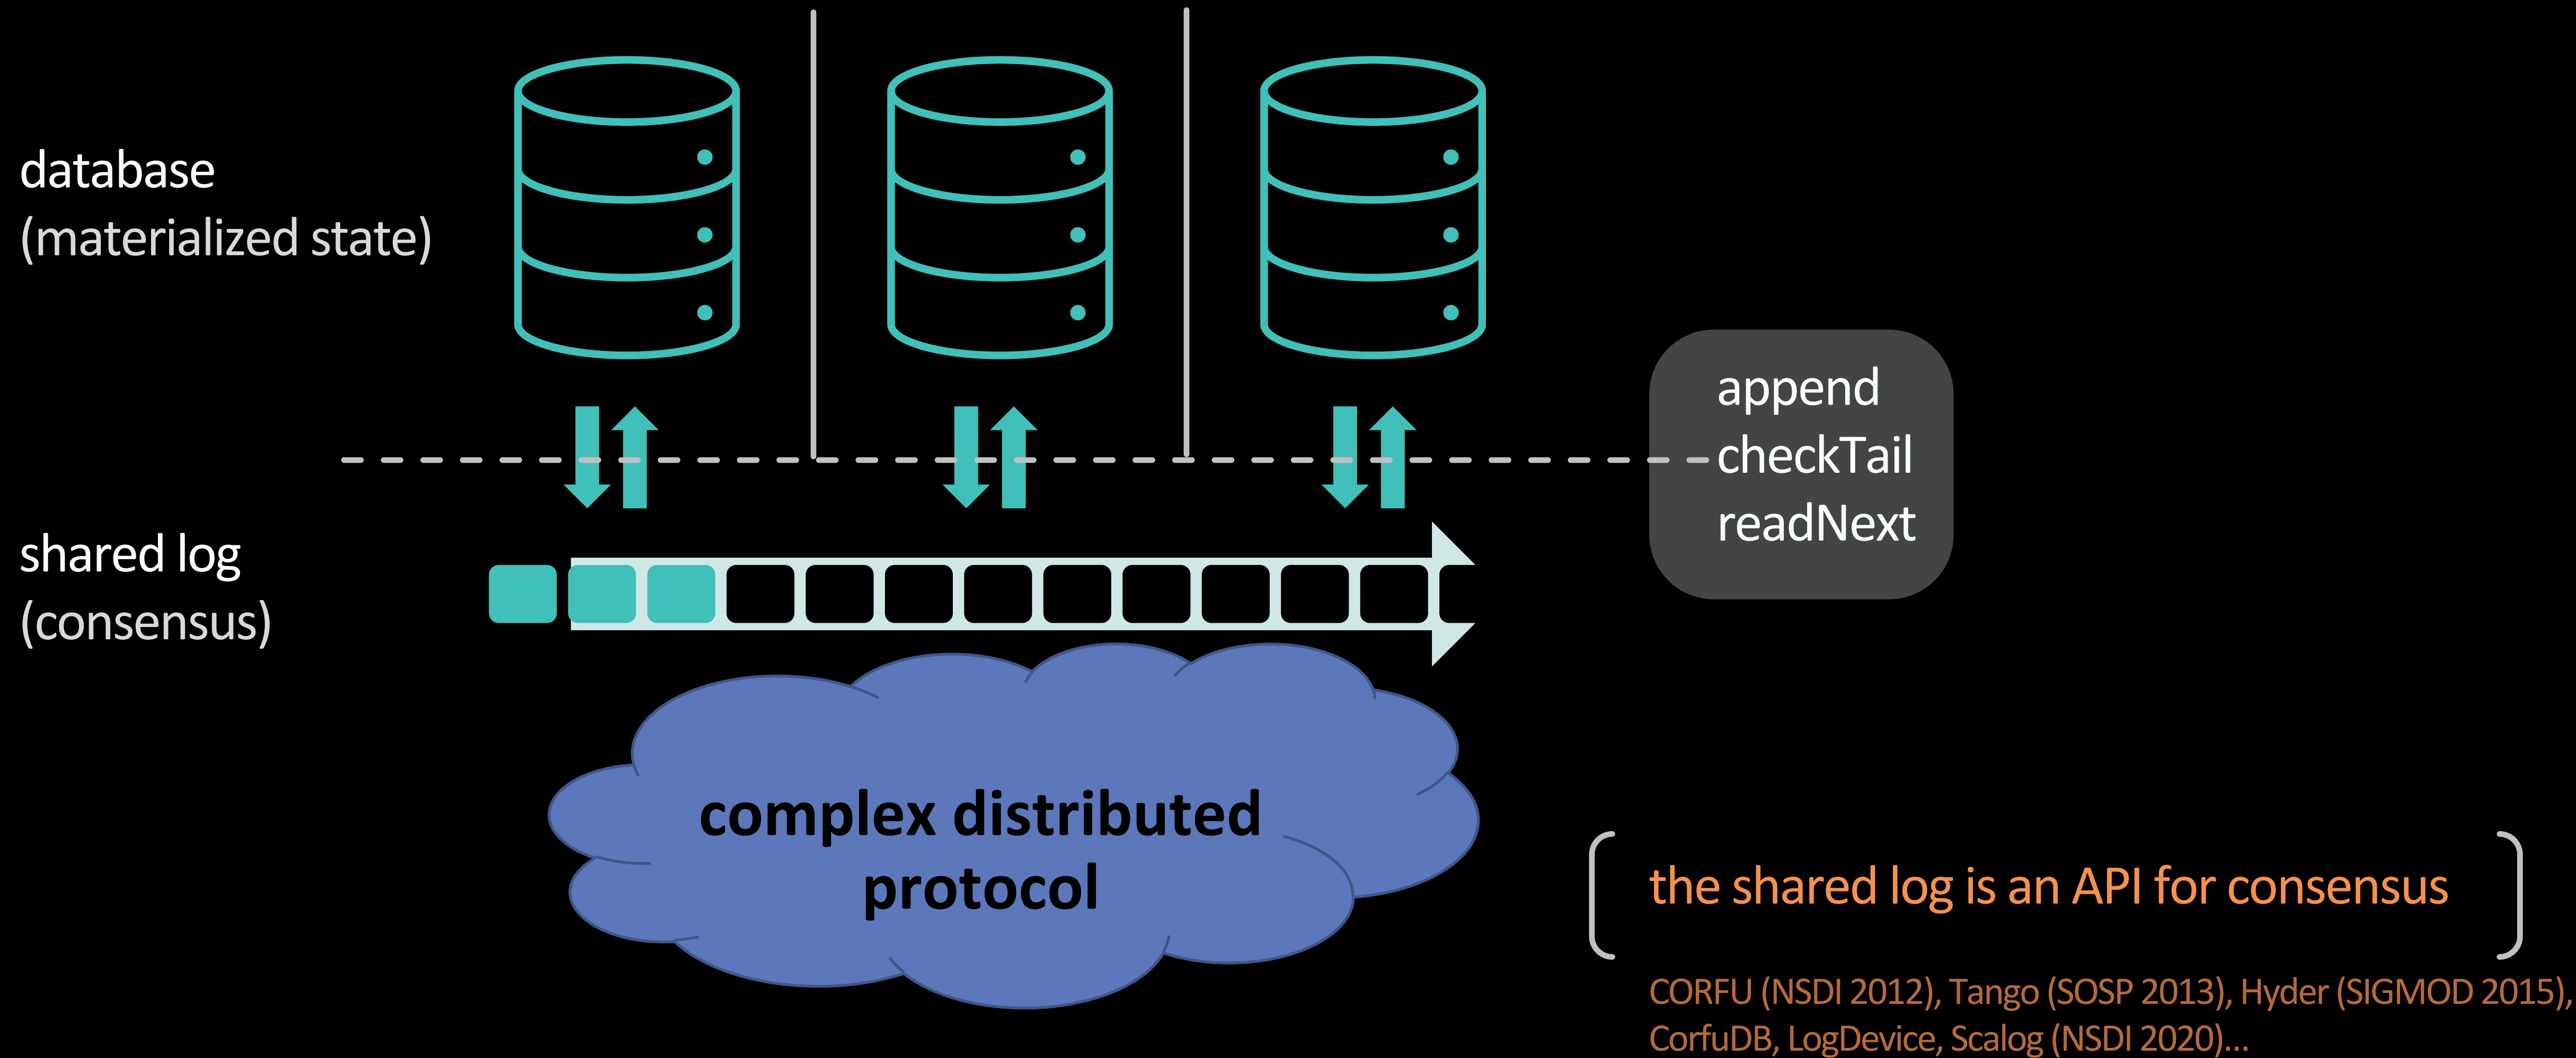 database
(materialized state)
append
checkTail
readNext
shared log
(consensus)
complex distributed
protocol
the shared log is an API for consensus
CORFU (NSDI 2012), Tango (SOSP 2013), Hyder (SIGMOD 2015),
CorfuDB, LogDevice, Scalog (NSDI 2020)...